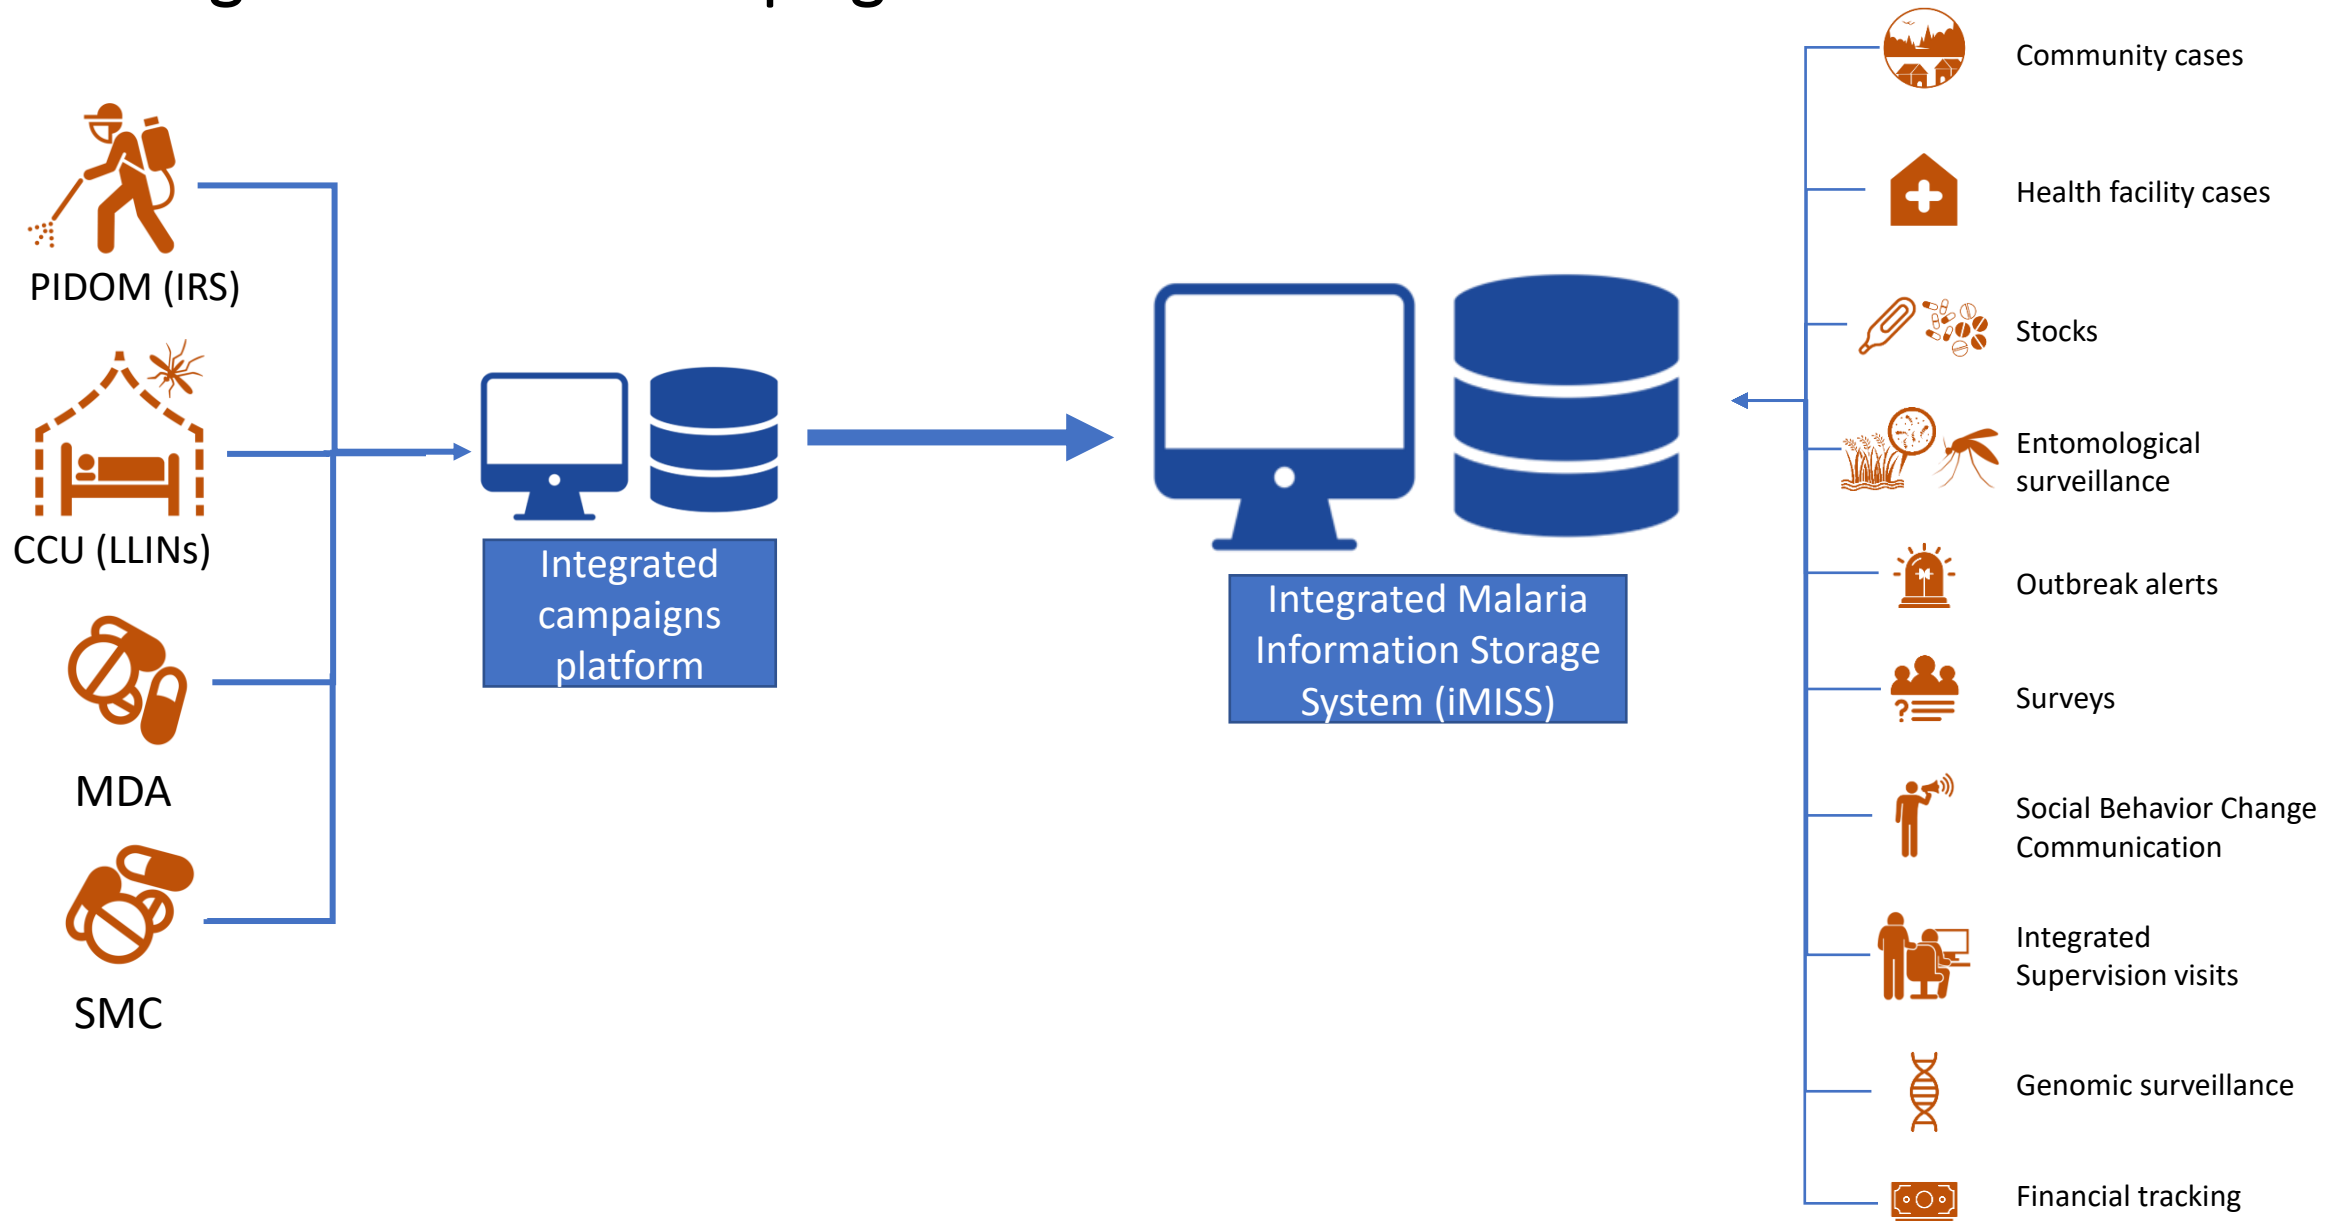 PIDOM (IRS)
CCU (LLINs)
MDA
SMC
Integrated
campaigns
platform
Integrated Malaria
Information Storage
System (iMISS)
Community cases
Health facility cases
Stocks
Entomological
surveillance
Outbreak alerts
Surveys
Social Behavior Change
Communication
Integrated
Supervision visits
Genomic surveillance
Financial tracking